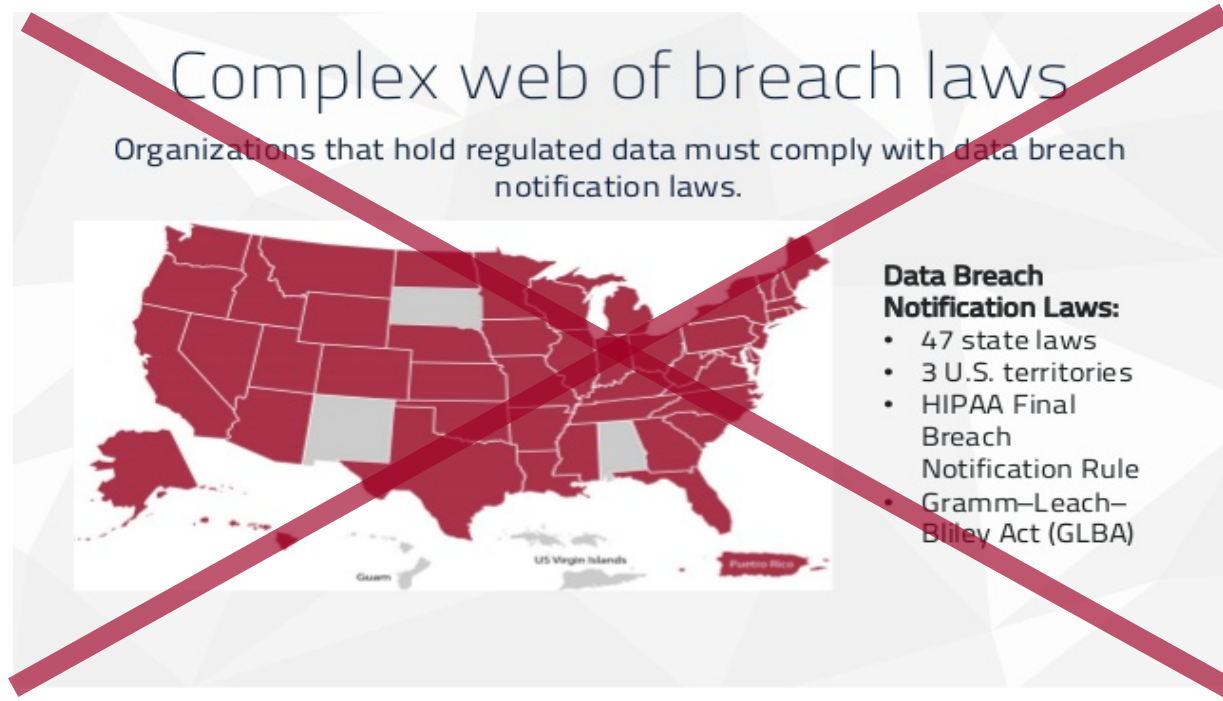 Complex web of breach laws
Organizations that hold regulated data must comply with data breach
notification laws.
Data Breach
Notification Laws:
• 47 state laws
• 3 U.S. territories
• HIPAA Final
Breach
Notification Rule
• Gramm–Leach–
Bliley Act (GLBA)
US Virgin Islands
Guam
Puetro Rico